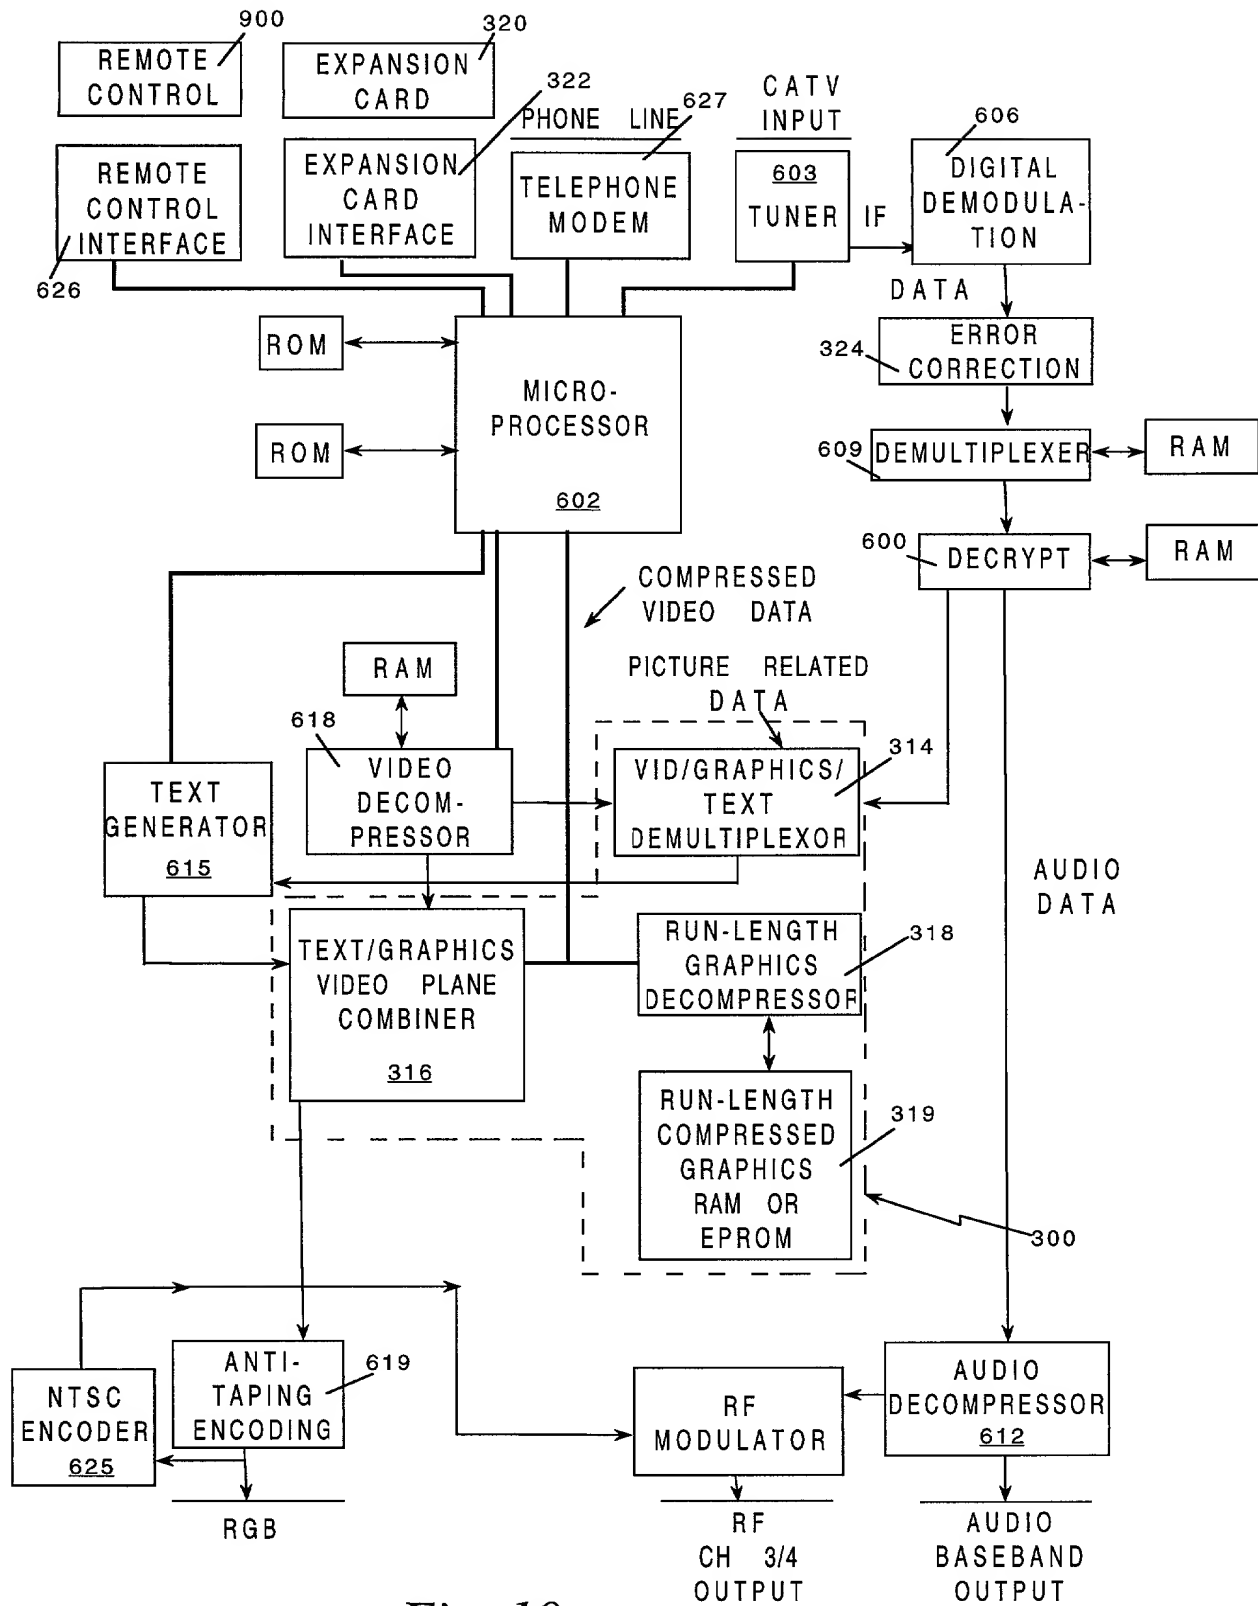 900
REMOTE
CONTROL
320
EXPANSION
CARD
322
PHONE LINE
627
CATV
INPUT
606
REMOTE
CONTROL
INTERFACE
626
EXPANSION
CARD
INTERFACE
TELEPHONE
MODEM
603
TUNER
IF
DIGITAL
DEMODULA-
TION
DATA
ROM
ROM
MICRO-
PROCESSOR
602
324
ERROR
CORRECTION
609
DEMULTIPLEXER
RAM
600
DECRYPT
RAM
COMPRESSED
VIDEO DATA
PICTURE RELATED
DATA
RAM
618
VIDEO
DECOM-
PRESSOR
VID/GRAPHICS/
TEXT
DEMULTIPLEXOR
314
TEXT
GENERATOR
615
AUDIO
DATA
TEXT/GRAPHICS
VIDEO PLANE
COMBINER
316
RUN-LENGTH
GRAPHICS
DECOMPRESSOR
318
RUN-LENGTH
COMPRESSED
GRAPHICS
RAM OR
EPROM
319
300
NTSC
ENCODER
625
ANTI-
TAPING
ENCODING
619
RF
MODULATOR
AUDIO
DECOMPRESSOR
612
RGB
RF
CH 3/4
OUTPUT
AUDIO
BASEBAND
OUTPUT